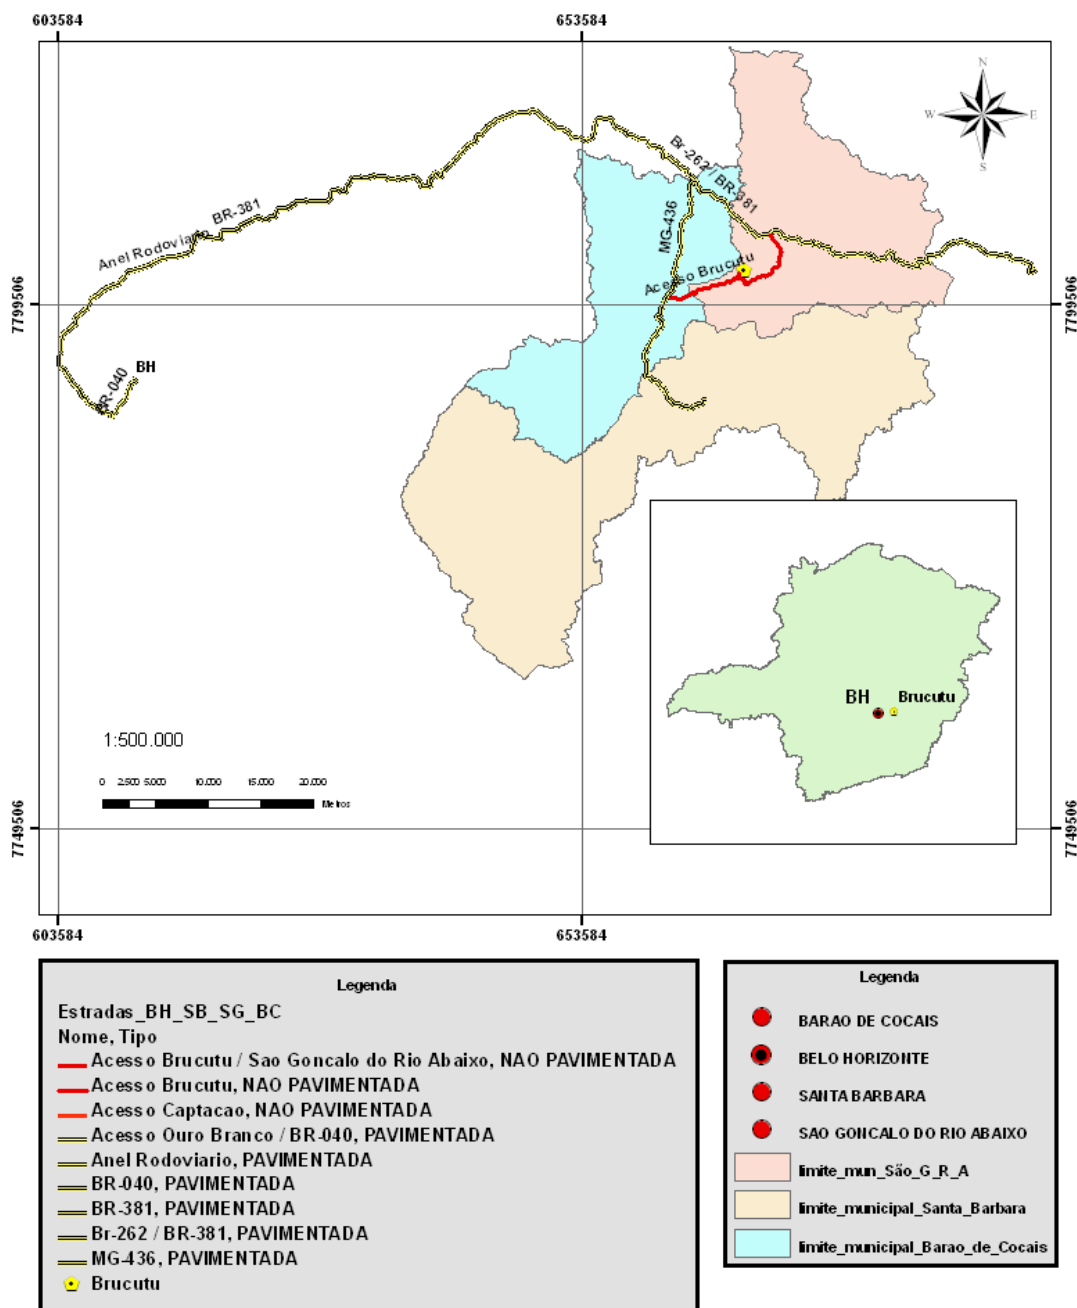 603584 653584
N
W E
S
Br-262 / BR-381
BR-381
Anel Rodoviario
MG-436
Acesso Brucutu
7799506 7799506
BH
BR-040
BH Brucutu
1:500.000
0 2.500 5.000 10.000 15.000 20.000
Metros
7749506 7749506
603584 653584
Legenda
Estradas_BH_SB_SG_BC
Nome, Tipo
Acesso Brucutu / Sao Goncalo do Rio Abaixo, NAO PAVIMENTADA
Acesso Brucutu, NAO PAVIMENTADA
Acesso Captacao, NAO PAVIMENTADA
Acesso Ouro Branco / BR-040, PAVIMENTADA
Anel Rodoviario, PAVIMENTADA
BR-040, PAVIMENTADA
BR-381, PAVIMENTADA
Br-262 / BR-381, PAVIMENTADA
MG-436, PAVIMENTADA
Brucutu
Legenda
BARAO DE COCAIS
BELO HORIZONTE
SANTA BARBARA
SAO GONCALO DO RIO ABAIXO
limite_mun_São_G_R_A
limite_municipal_Santa_Barbara
limite_municipal_Barao_de_Cocais